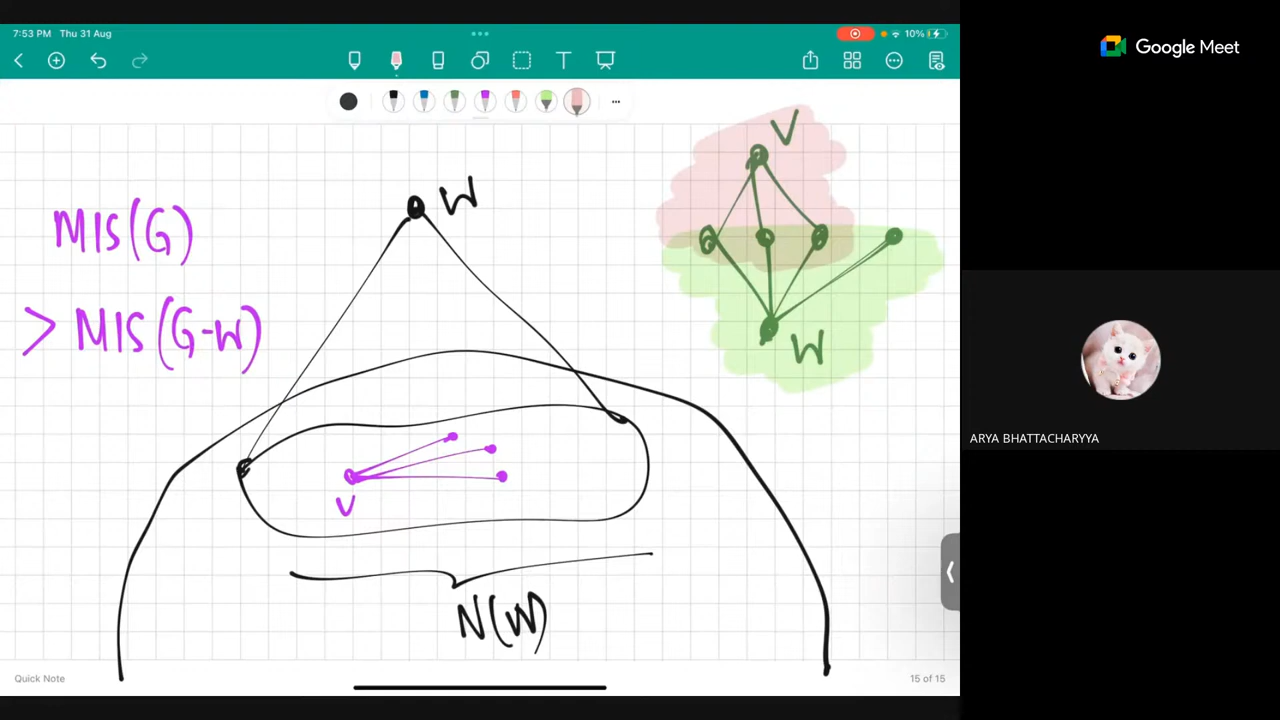 7:53 PM Thu 31 Aug
10%
Google Meet
T
V
W
MIS(G)
> MIS(G-W)
W
V
N(W)
ARYA BHATTACHARYYA
Quick Note
15 of 15